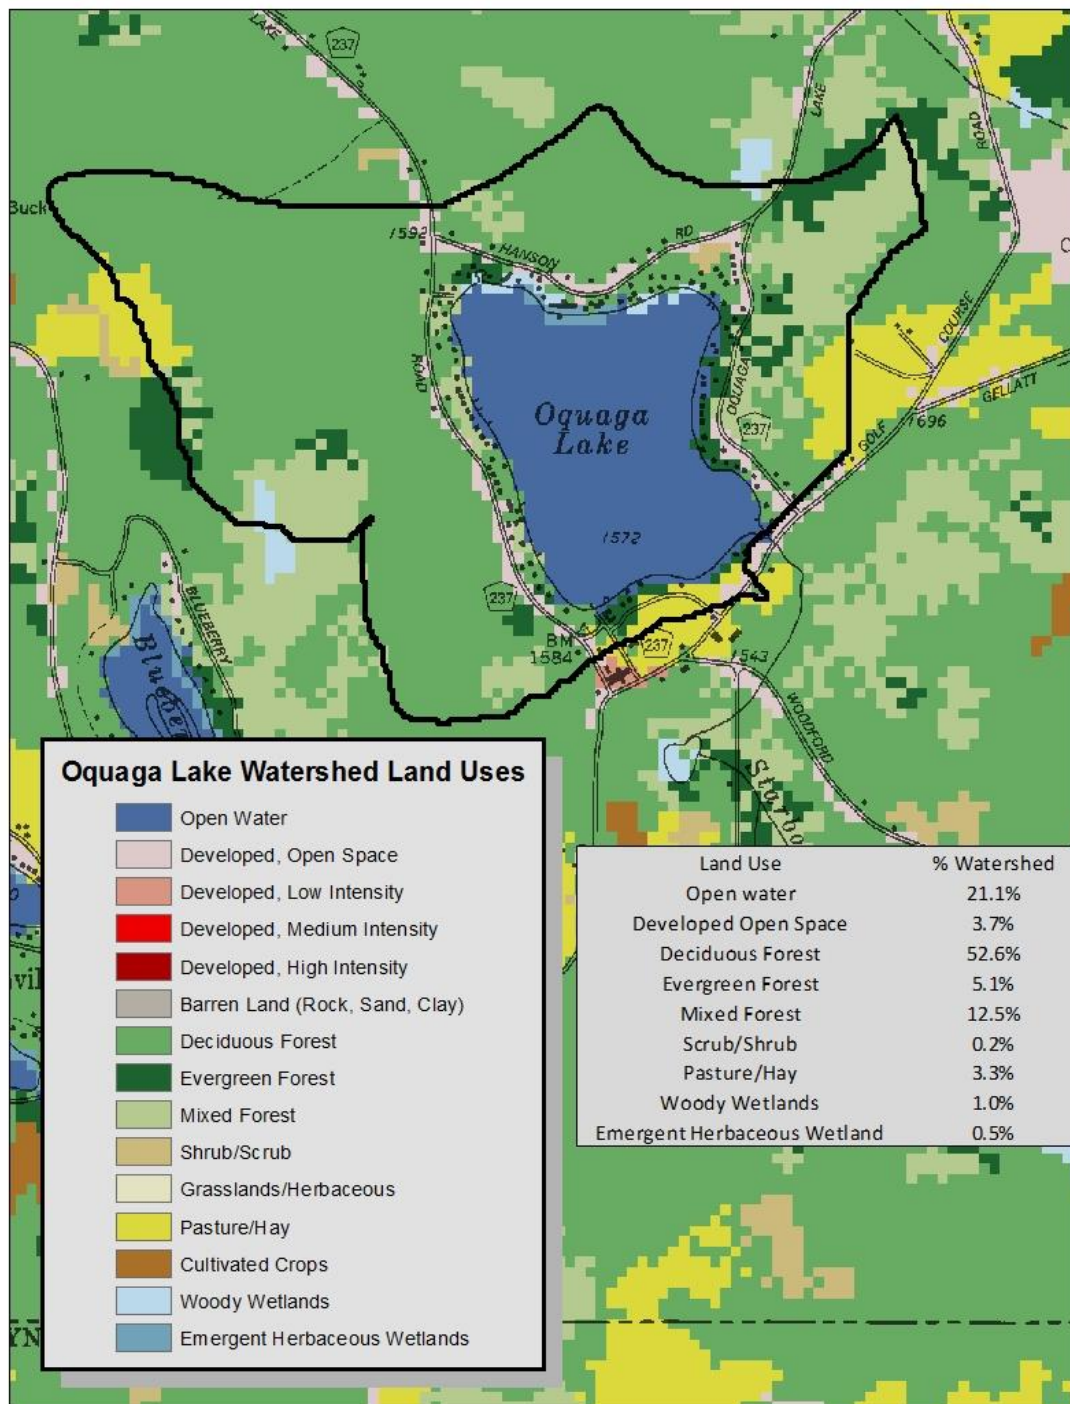 LAKE
237
LAKE
ROAD
Buck
1592
HANSON
RD
COURSE
ROAD
OQUAGA
Oquaga
Lake
237
GELLATT
GOLF
1696
1572
237
BLUEBERRY
BM
1584
237
1543
WOODFORD
Starbo
Oquaga Lake Watershed Land Uses
Open Water
Developed, Open Space
Developed, Low Intensity
Developed, Medium Intensity
Developed, High Intensity
Barren Land (Rock, Sand, Clay)
Deciduous Forest
Evergreen Forest
Mixed Forest
Shrub/Scrub
Grasslands/Herbaceous
Pasture/Hay
Cultivated Crops
Woody Wetlands
Emergent Herbaceous Wetlands
Land Use % Watershed
Open water 21.1%
Developed Open Space 3.7%
Deciduous Forest 52.6%
Evergreen Forest 5.1%
Mixed Forest 12.5%
Scrub/Shrub 0.2%
Pasture/Hay 3.3%
Woody Wetlands 1.0%
Emergent Herbaceous Wetland 0.5%